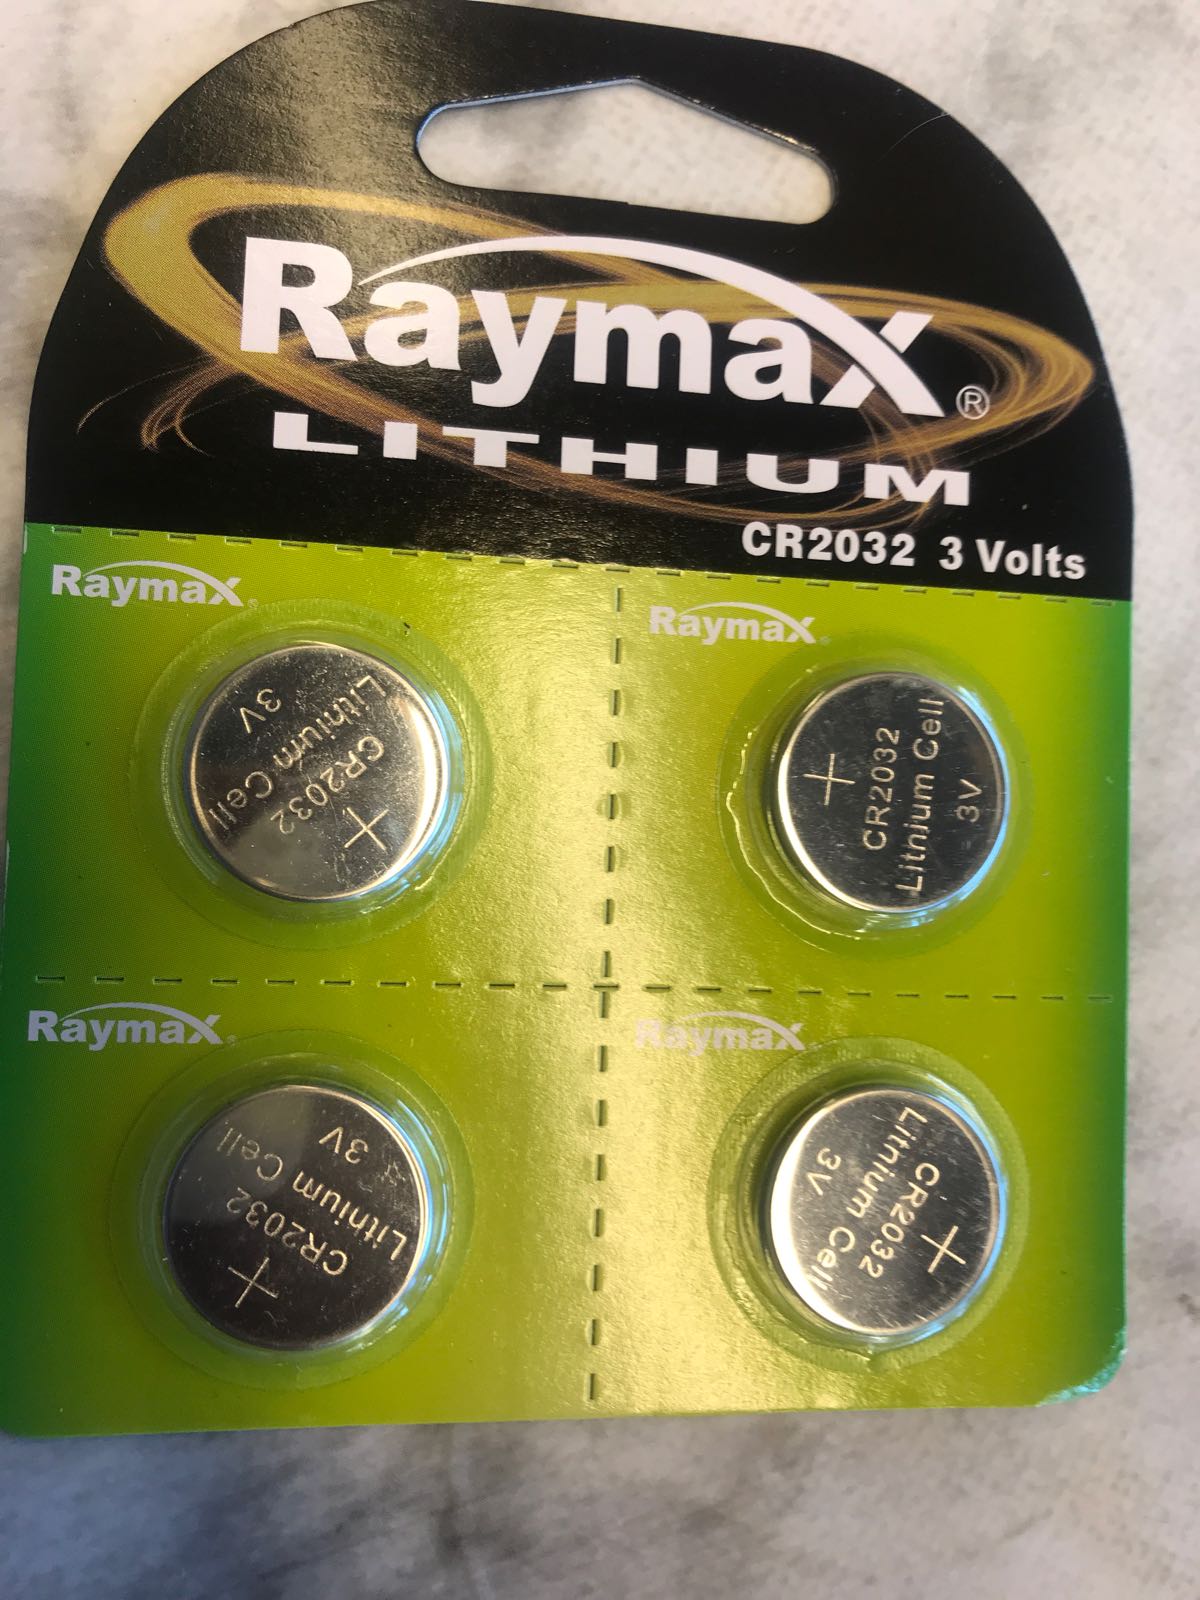 Raymax®
LITHIUM
CR2032 3 Volts
Raymax
Raymax
+
CR2032
Lithium Cell
3V
+
CR2032
Lithium Cell
3V
Raymax
Raymax
+
CR2032
Lithium Cell
3V
+
CR2032
Lithium Cell
3V